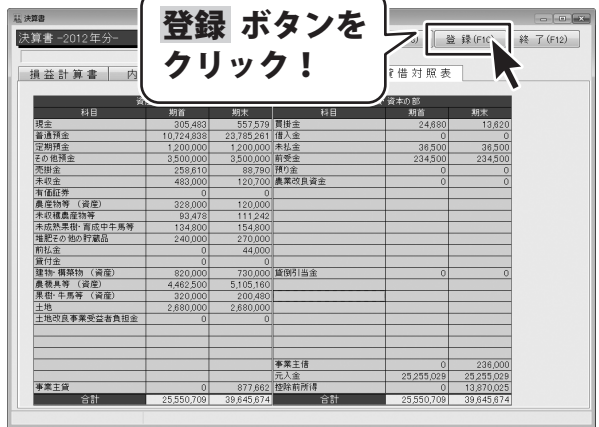 決算書
決算書 -2012年分-
登録 ボタンを
クリック！
登 録(F10)
終 了(F12)
損 益 計 算 書
内
貸 借 対 照 表
資
資本の部
科目 期首 期末 科目 期首 期末
現金 305,483 557,579 買掛金 24,680 13,620
普通預金 10,724,838 23,785,261 借入金 0 0
定期預金 1,200,000 1,200,000 未払金 36,500 36,500
その他預金 3,500,000 3,500,000 前受金 234,500 234,500
売掛金 258,610 88,790 預り金 0 0
未収金 483,000 120,700 農業改良資金 0 0
有価証券 0 0
農産物等 (資産) 328,000 120,000
未収穫農産物等 93,478 111,242
未成熟果樹・育成中牛馬等 134,800 154,800
堆肥その他の貯蔵品 240,000 270,000
前払金 0 44,000
貸付金 0 0
建物・構築物 (資産) 820,000 730,000 貸倒引当金 0 0
農機具等 (資産) 4,462,500 5,105,160
果樹・牛馬等 (資産) 320,000 200,480
土地 2,680,000 2,680,000
土地改良事業受益者負担金 0 0
事業主借 0 236,000
元入金 25,255,029 25,255,029
事業主貸 0 877,662 控除前所得 0 13,870,025
合計 25,550,709 39,645,674 合計 25,550,709 39,645,674